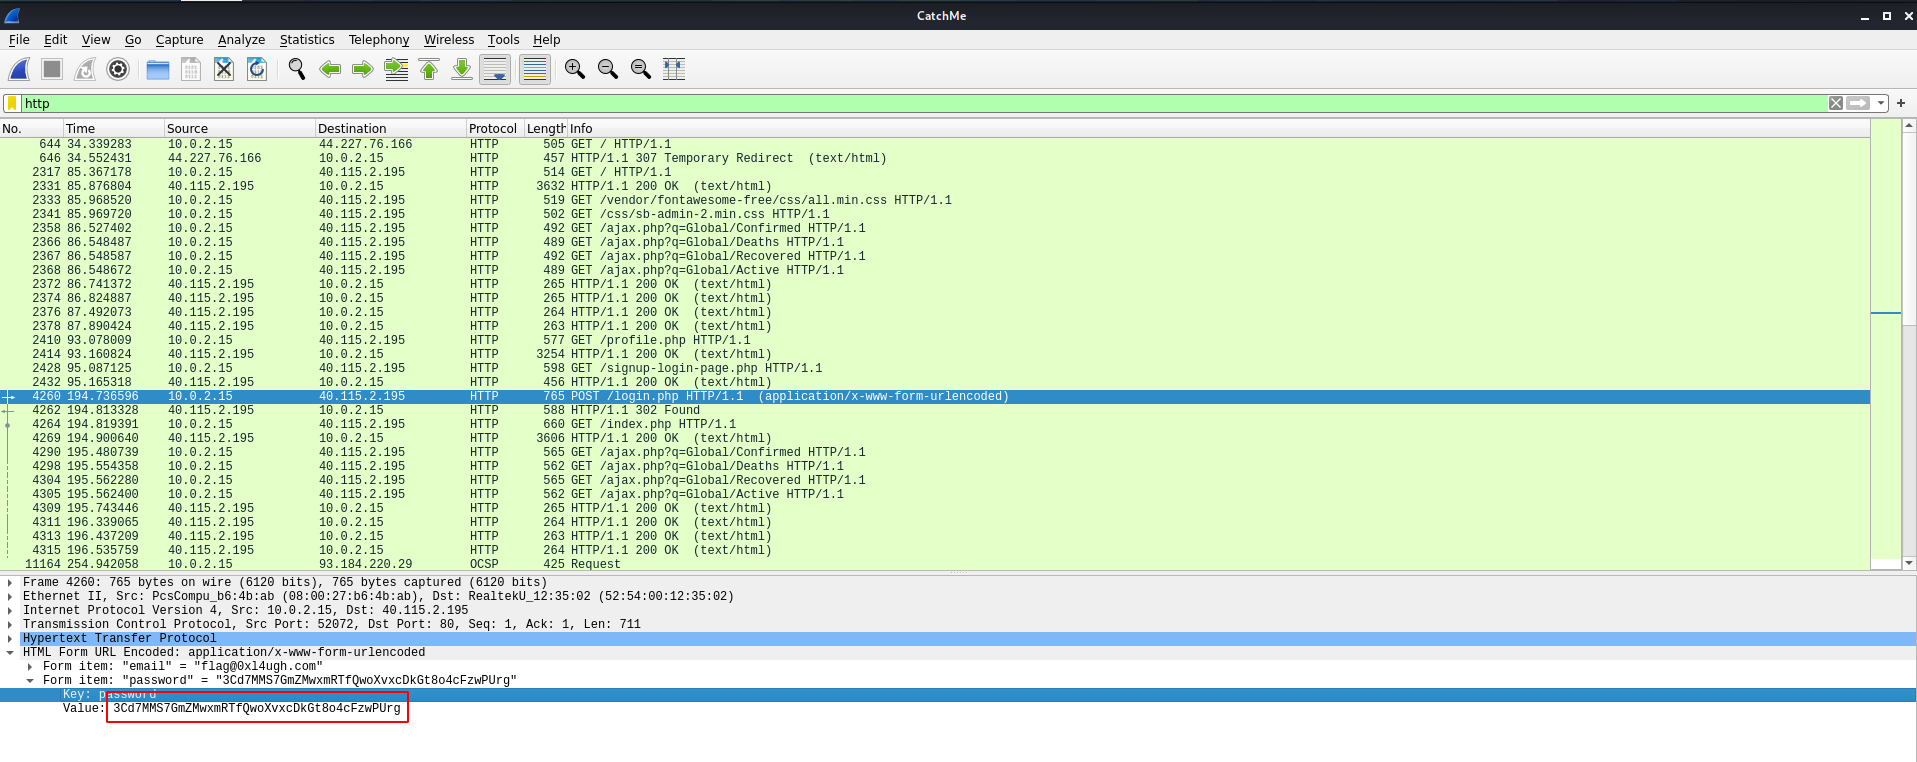 CatchMe
File Edit View Go Capture Analyze Statistics Telephony Wireless Tools Help
http
No. Time Source Destination Protocol Length Info
644 34.339283 10.0.2.15 44.227.76.166 HTTP 505 GET / HTTP/1.1
646 34.552431 44.227.76.166 10.0.2.15 HTTP 457 HTTP/1.1 307 Temporary Redirect (text/html)
2317 85.367178 10.0.2.15 40.115.2.195 HTTP 514 GET / HTTP/1.1
2331 85.876804 40.115.2.195 10.0.2.15 HTTP 3632 HTTP/1.1 200 OK (text/html)
2333 85.968520 10.0.2.15 40.115.2.195 HTTP 519 GET /vendor/fontawesome-free/css/all.min.css HTTP/1.1
2341 85.969720 10.0.2.15 40.115.2.195 HTTP 502 GET /css/sb-admin-2.min.css HTTP/1.1
2358 86.527402 10.0.2.15 40.115.2.195 HTTP 492 GET /ajax.php?q=Global/Confirmed HTTP/1.1
2366 86.548487 10.0.2.15 40.115.2.195 HTTP 489 GET /ajax.php?q=Global/Deaths HTTP/1.1
2367 86.548587 10.0.2.15 40.115.2.195 HTTP 492 GET /ajax.php?q=Global/Recovered HTTP/1.1
2368 86.548672 10.0.2.15 40.115.2.195 HTTP 489 GET /ajax.php?q=Global/Active HTTP/1.1
2372 86.741372 40.115.2.195 10.0.2.15 HTTP 265 HTTP/1.1 200 OK (text/html)
2374 86.824887 40.115.2.195 10.0.2.15 HTTP 265 HTTP/1.1 200 OK (text/html)
2376 87.492073 40.115.2.195 10.0.2.15 HTTP 264 HTTP/1.1 200 OK (text/html)
2378 87.890424 40.115.2.195 10.0.2.15 HTTP 263 HTTP/1.1 200 OK (text/html)
2410 93.078009 10.0.2.15 40.115.2.195 HTTP 577 GET /profile.php HTTP/1.1
2414 93.160824 40.115.2.195 10.0.2.15 HTTP 3254 HTTP/1.1 200 OK (text/html)
2428 95.087125 10.0.2.15 40.115.2.195 HTTP 598 GET /signup-login-page.php HTTP/1.1
2432 95.165318 40.115.2.195 10.0.2.15 HTTP 456 HTTP/1.1 200 OK (text/html)
4260 194.736596 10.0.2.15 40.115.2.195 HTTP 765 POST /login.php HTTP/1.1 (application/x-www-form-urlencoded)
4262 194.813328 40.115.2.195 10.0.2.15 HTTP 588 HTTP/1.1 302 Found
4264 194.819391 10.0.2.15 40.115.2.195 HTTP 660 GET /index.php HTTP/1.1
4269 194.900640 40.115.2.195 10.0.2.15 HTTP 3606 HTTP/1.1 200 OK (text/html)
4290 195.480739 10.0.2.15 40.115.2.195 HTTP 565 GET /ajax.php?q=Global/Confirmed HTTP/1.1
4298 195.554358 10.0.2.15 40.115.2.195 HTTP 562 GET /ajax.php?q=Global/Deaths HTTP/1.1
4304 195.562280 10.0.2.15 40.115.2.195 HTTP 565 GET /ajax.php?q=Global/Recovered HTTP/1.1
4305 195.562400 10.0.2.15 40.115.2.195 HTTP 562 GET /ajax.php?q=Global/Active HTTP/1.1
4309 195.743446 40.115.2.195 10.0.2.15 HTTP 265 HTTP/1.1 200 OK (text/html)
4311 196.339065 40.115.2.195 10.0.2.15 HTTP 264 HTTP/1.1 200 OK (text/html)
4313 196.437209 40.115.2.195 10.0.2.15 HTTP 263 HTTP/1.1 200 OK (text/html)
4315 196.535759 40.115.2.195 10.0.2.15 HTTP 264 HTTP/1.1 200 OK (text/html)
11164 254.942058 10.0.2.15 93.184.220.29 OCSP 425 Request
Frame 4260: 765 bytes on wire (6120 bits), 765 bytes captured (6120 bits)
Ethernet II, Src: PcsCompu_b6:4b:ab (08:00:27:b6:4b:ab), Dst: RealtekU_12:35:02 (52:54:00:12:35:02)
Internet Protocol Version 4, Src: 10.0.2.15, Dst: 40.115.2.195
Transmission Control Protocol, Src Port: 52072, Dst Port: 80, Seq: 1, Ack: 1, Len: 711
Hypertext Transfer Protocol
HTML Form URL Encoded: application/x-www-form-urlencoded
Form item: "email" = "flag@0xl4ugh.com"
Form item: "password" = "3Cd7MMS7GmZMwxmRTfQwoXvxcDkGt8o4cFzwPUrg"
Key: password
Value: 3Cd7MMS7GmZMwxmRTfQwoXvxcDkGt8o4cFzwPUrg